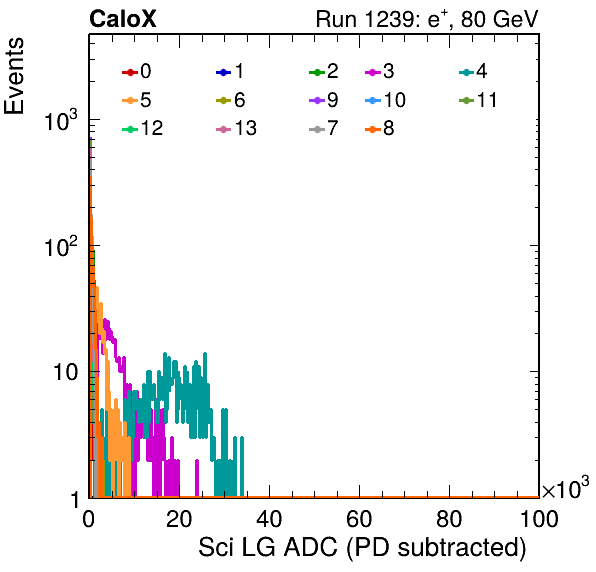 CaloX Run 1239: e⁺, 80 GeV
Events
0 1 2 3 4
5 6 9 10 11
12 13 7 8
10³
10²
10
1
0 20 40 60 80 100
×10³
Sci LG ADC (PD subtracted)